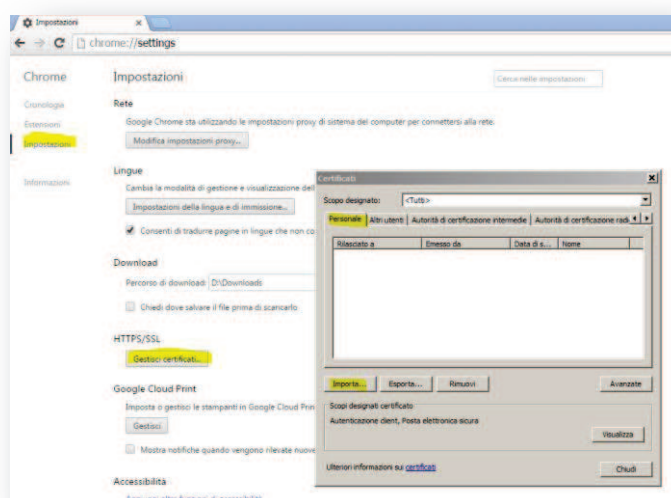 Impostazioni
chrome://settings
Chrome
Impostazioni
Cerca nelle impostazioni
Cronologia
Estensioni
Impostazioni
Informazioni
Rete
Google Chrome sta utilizzando le impostazioni proxy di sistema del computer per connettersi alla rete.
Modifica impostazioni proxy...
Lingue
Cambia la modalità di gestione e visualizzazione dell
Impostazioni della lingua e di immissione...
Consenti di tradurre pagine in lingue che non co
Download
Percorso di download: D:\Downloads
Chiedi dove salvare il file prima di scaricarlo
HTTPS/SSL
Gestisci certificati...
Google Cloud Print
Imposta o gestisci le stampanti in Google Cloud Prin
Gestisci
Mostra notifiche quando vengono rilevate nuove
Accessibilità
Certificati
Scopo designato:
<Tutti>
Personale
Altri utenti
Autorità di certificazione intermedie
Autorità di certificazione radi
Rilasciato a
Emesso da
Data di s...
Nome
Importa...
Esporta...
Rimuovi
Avanzate
Scopi designati certificato
Autenticazione client, Posta elettronica sicura
Visualizza
Ulteriori informazioni sui certificati
Chiudi